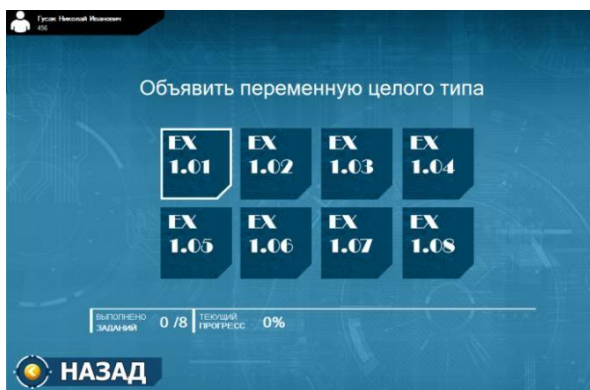 Гусак Николай Иванович
456
Объявить переменную целого типа
EX 1.01
EX 1.02
EX 1.03
EX 1.04
EX 1.05
EX 1.06
EX 1.07
EX 1.08
ВЫПОЛНЕНО ЗАДАНИЙ 0 /8
ТЕКУЩИЙ ПРОГРЕСС 0%
НАЗАД